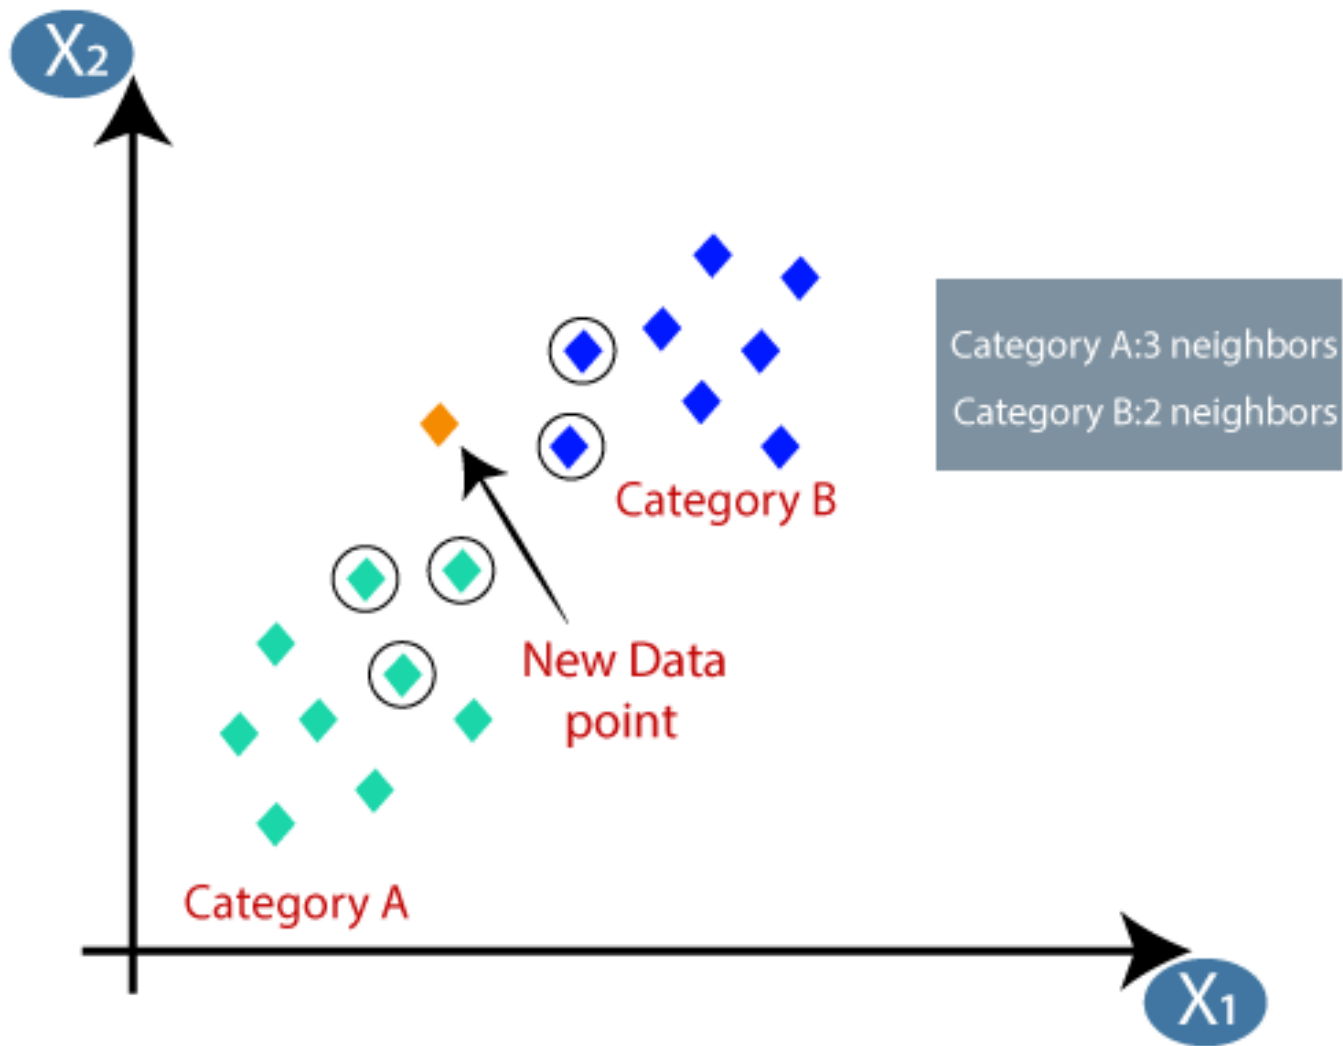 X2
Category A:3 neighbors
Category B:2 neighbors
Category B
New Data
point
Category A
X1